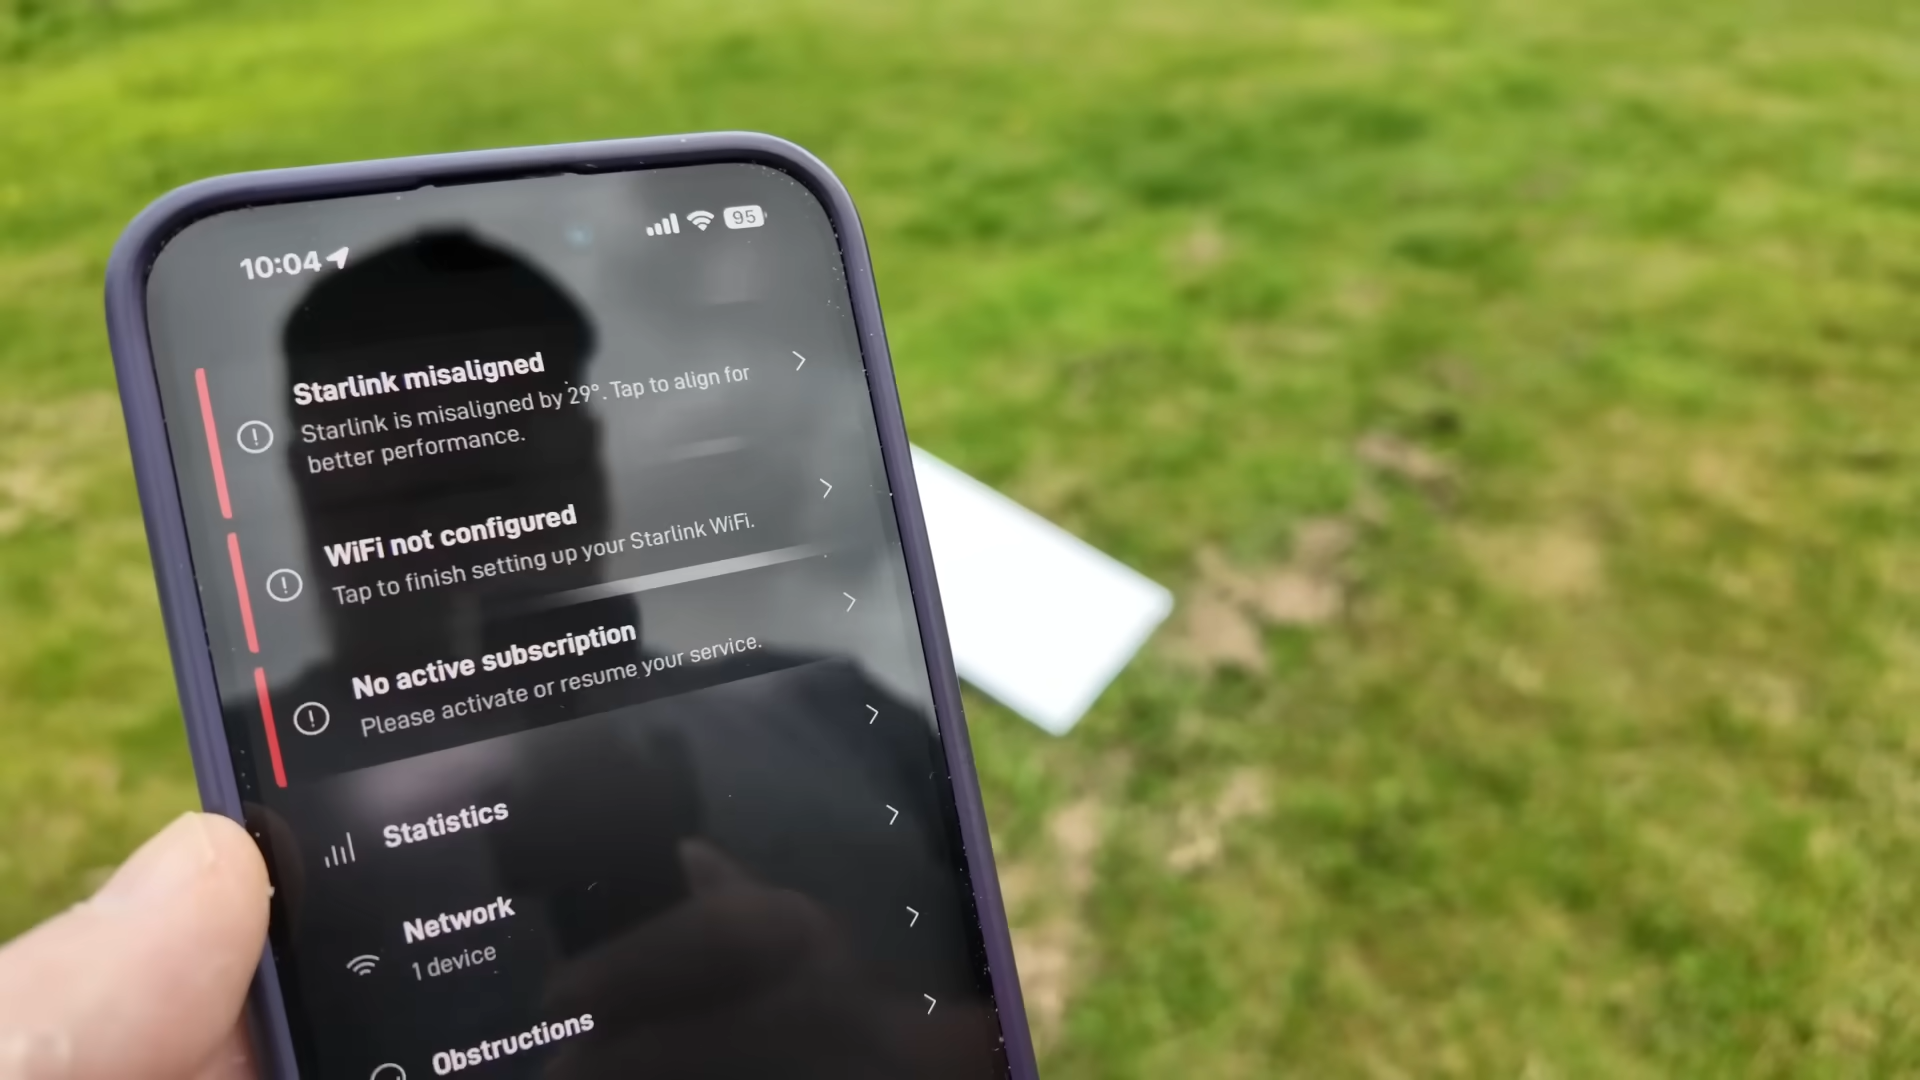 10:04
95
Starlink misaligned
Starlink is misaligned by 29°. Tap to align for
better performance.
WiFi not configured
Tap to finish setting up your Starlink WiFi.
No active subscription
Please activate or resume your service.
Statistics
Network
1 device
Obstructions